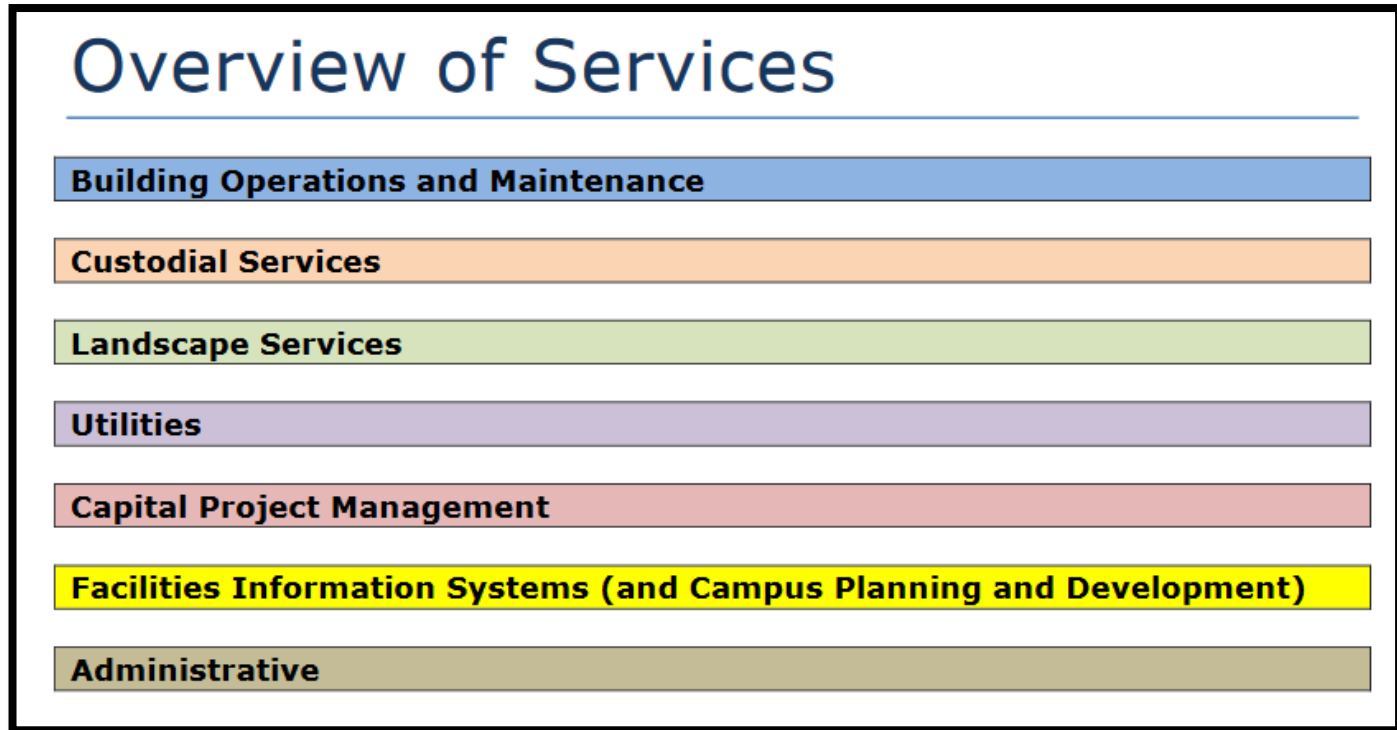 Overview of Services
Building Operations and Maintenance
Custodial Services
Landscape Services
Utilities
Capital Project Management
Facilities Information Systems (and Campus Planning and Development)
Administrative